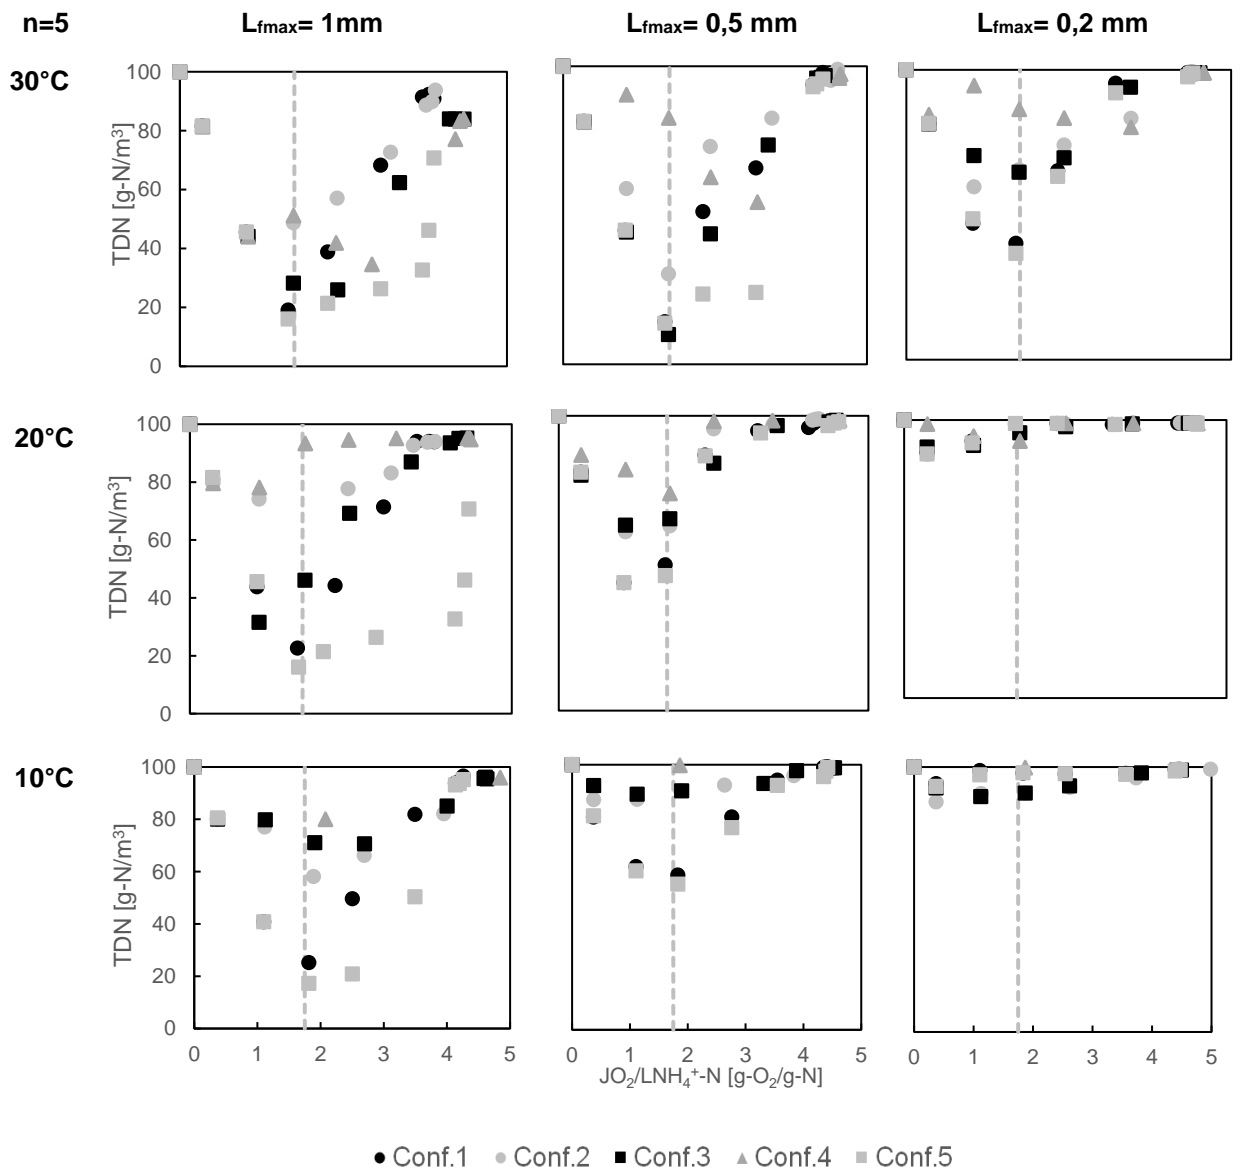 n=5 Lfmax= 1mm Lfmax= 0,5 mm Lfmax= 0,2 mm
30°C
TDN [g-N/m³]
100
80
60
40
20
0
20°C
TDN [g-N/m³]
100
80
60
40
20
0
10°C
TDN [g-N/m³]
100
80
60
40
20
0
0 1 2 3 4 5 0 1 2 3 4 5 0 1 2 3 4 5
JO₂/LNH₄⁺-N [g-O₂/g-N]
Conf.1 Conf.2 Conf.3 Conf.4 Conf.5